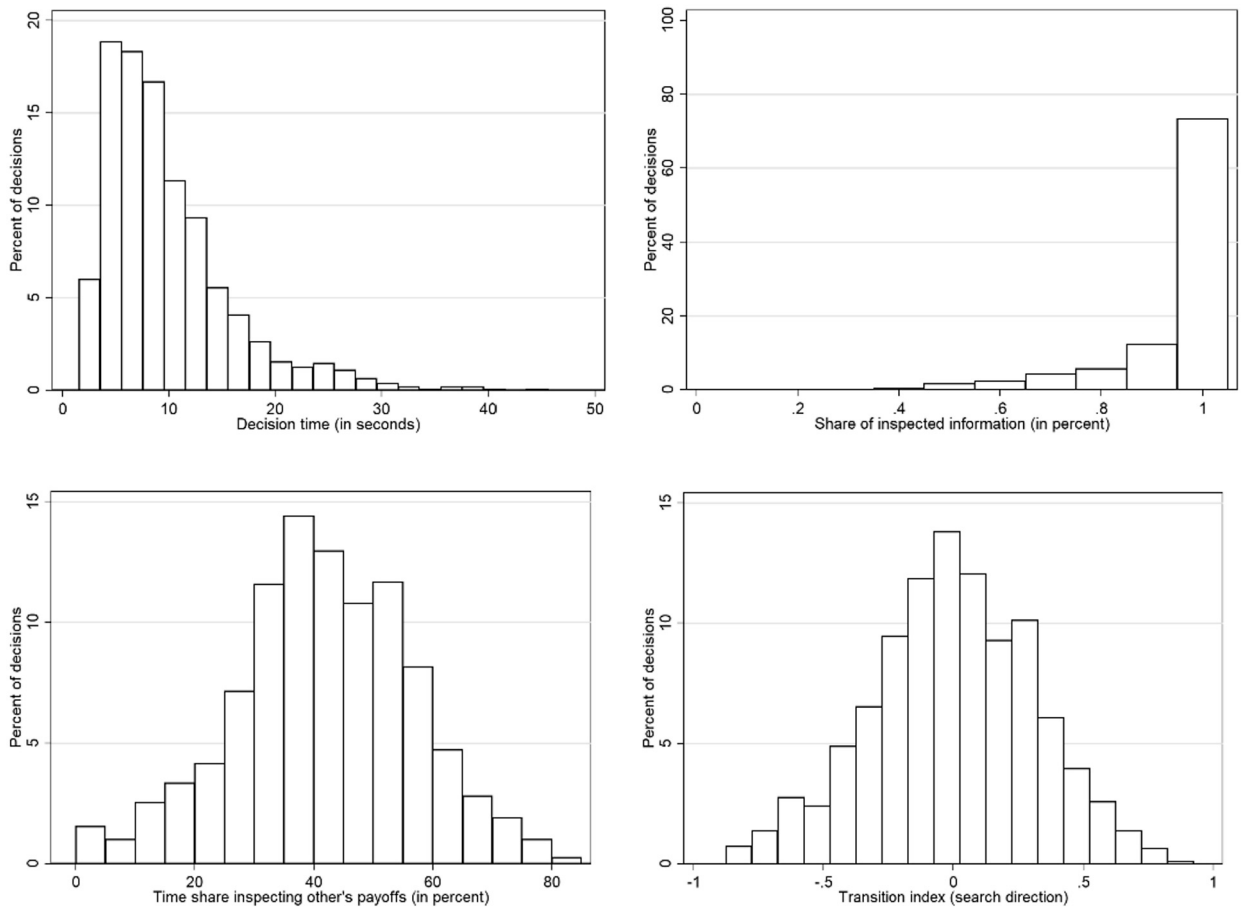 Percent of decisions
20
15
10
5
0
0 10 20 30 40 50
Decision time (in seconds)
Percent of decisions
100
80
60
40
20
0
0 .2 .4 .6 .8 1
Share of inspected information (in percent)
Percent of decisions
15
10
5
0
0 20 40 60 80
Time share inspecting other's payoffs (in percent)
Percent of decisions
15
10
5
0
-1 -.5 0 .5 1
Transition index (search direction)